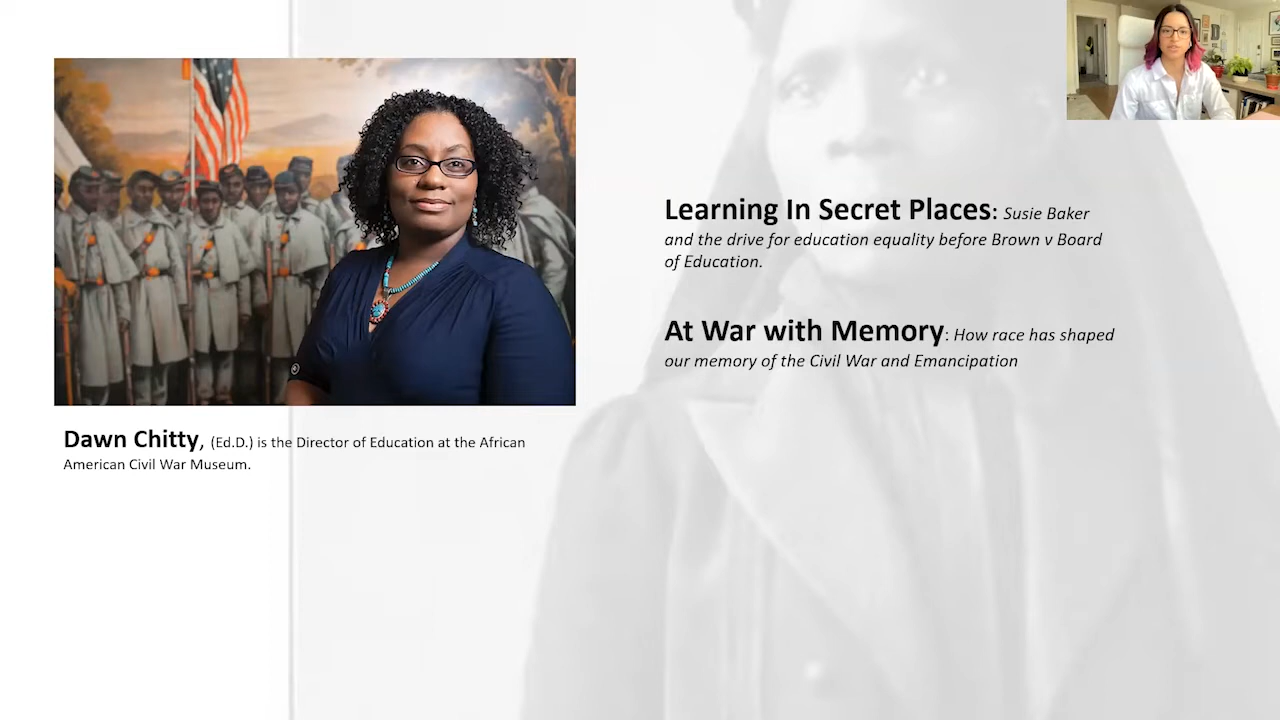 Learning In Secret Places: Susie Baker
and the drive for education equality before Brown v Board
of Education.
At War with Memory: How race has shaped
our memory of the Civil War and Emancipation
Dawn Chitty, (Ed.D.) is the Director of Education at the African
American Civil War Museum.